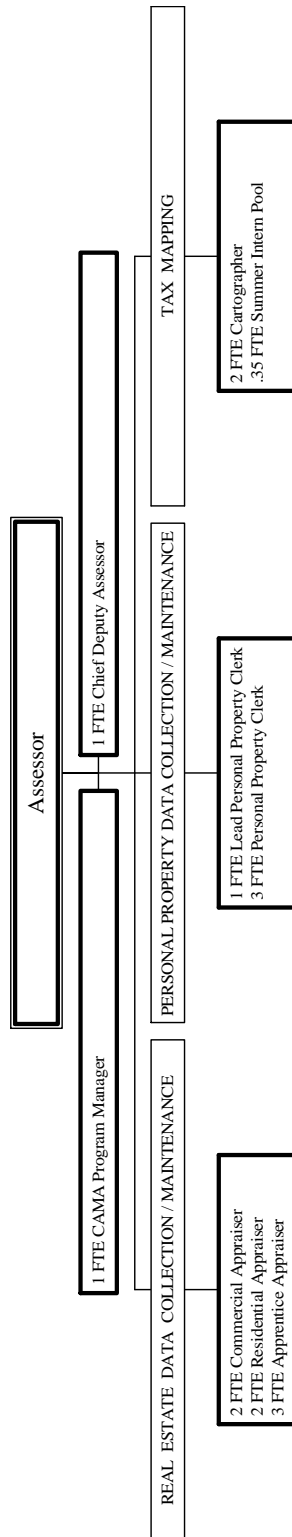 Assessor
1 FTE CAMA Program Manager
1 FTE Chief Deputy Assessor
REAL ESTATE DATA COLLECTION / MAINTENANCE
PERSONAL PROPERTY DATA COLLECTION / MAINTENANCE
TAX MAPPING
2 FTE Commercial Appraiser
2 FTE Residential Appraiser
3 FTE Apprentice Appraiser
1 FTE Lead Personal Property Clerk
3 FTE Personal Property Clerk
2 FTE Cartographer
.35 FTE Summer Intern Pool